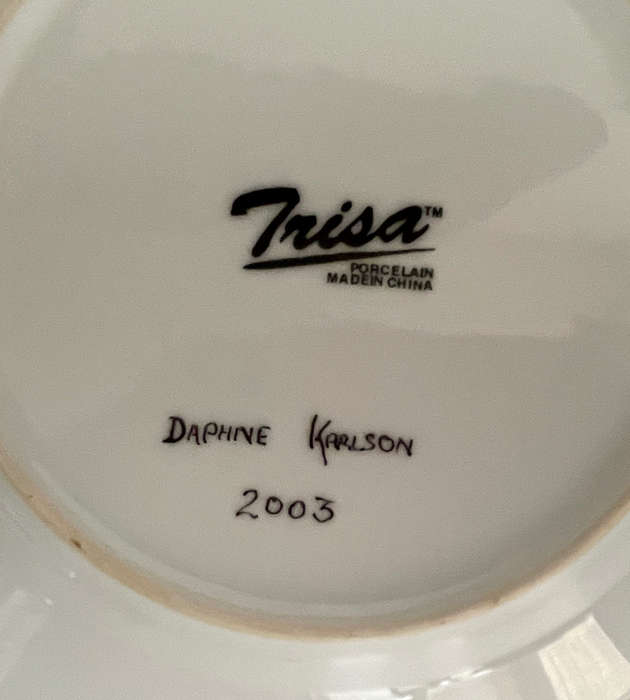 Trisa™
PORCELAIN
MADE IN CHINA
DAPHNE KARLSON
2003